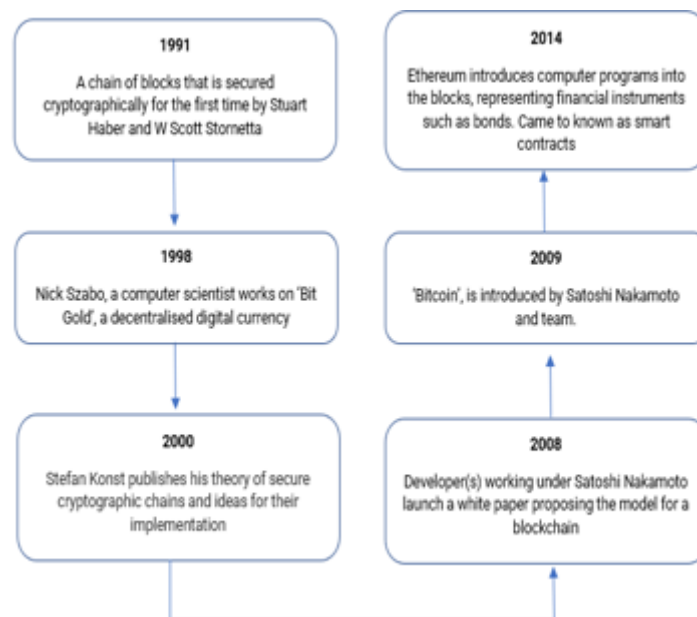 1991
A chain of blocks that is secured
cryptographically for the first time by Stuart
Haber and W Scott Stornetta
1998
Nick Szabo, a computer scientist works on ‘Bit
Gold’, a decentralised digital currency
2000
Stefan Konst publishes his theory of secure
cryptographic chains and ideas for their
implementation
2008
Developer(s) working under Satoshi Nakamoto
launch a white paper proposing the model for a
blockchain
2009
‘Bitcoin’, is introduced by Satoshi Nakamoto
and team.
2014
Ethereum introduces computer programs into
the blocks, representing financial instruments
such as bonds. Came to known as smart
contracts